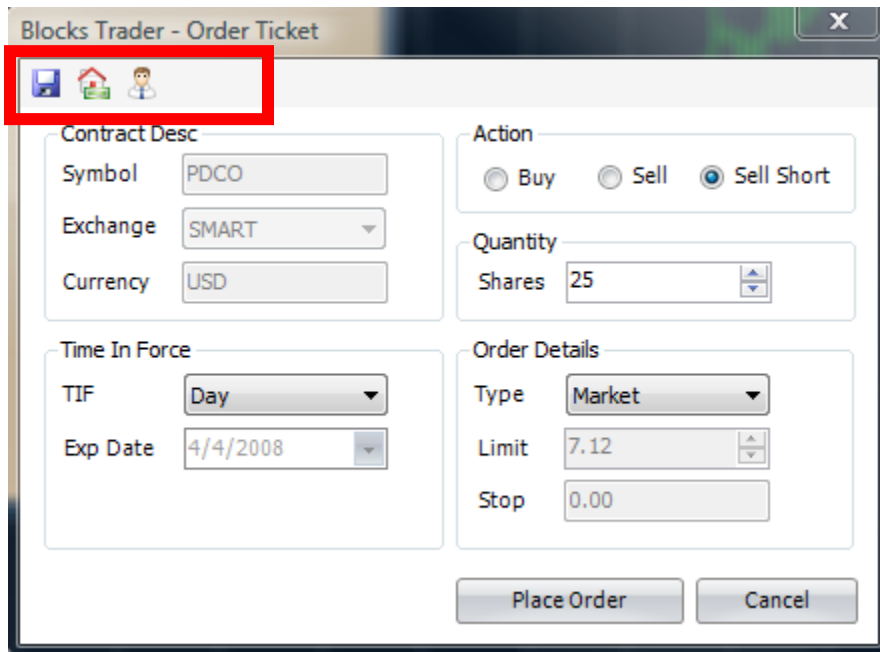 Blocks Trader - Order Ticket
X
Contract Desc
Symbol PDCO
Exchange SMART
Currency USD
Action
Buy Sell Sell Short
Quantity
Shares 25
Time In Force
TIF Day
Exp Date 4/4/2008
Order Details
Type Market
Limit 7.12
Stop 0.00
Place Order Cancel